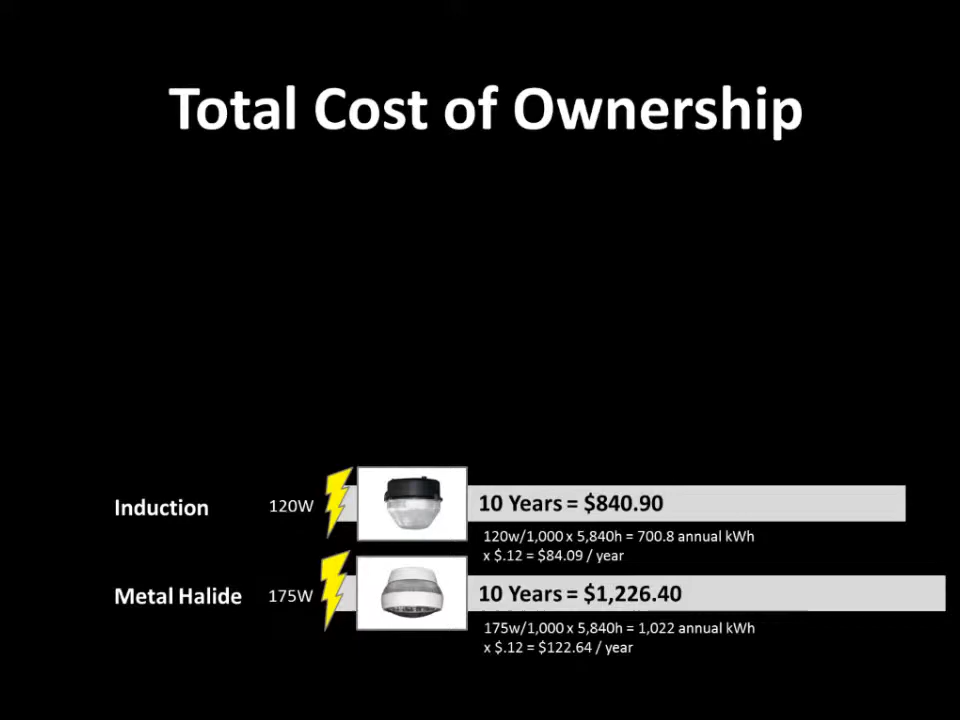 Total Cost of Ownership
Induction
120W
10 Years = $840.90
120w/1,000 x 5,840h = 700.8 annual kWh
x $.12 = $84.09 / year
Metal Halide
175W
10 Years = $1,226.40
175w/1,000 x 5,840h = 1,022 annual kWh
x $.12 = $122.64 / year